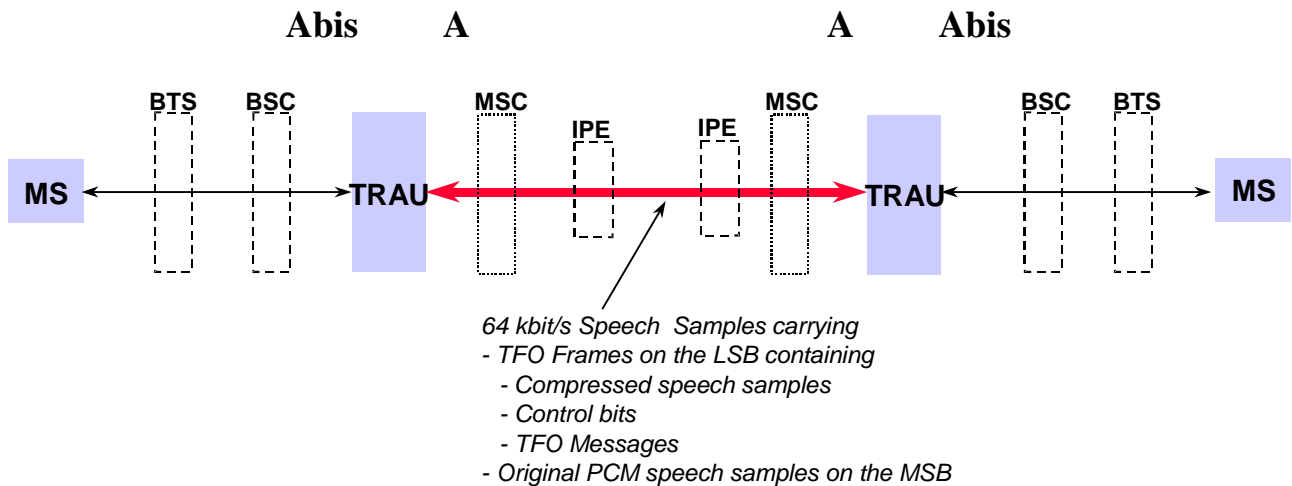 Abis A A Abis
BTS BSC MSC IPE IPE MSC BSC BTS
MS TRAU TRAU MS
64 kbit/s Speech Samples carrying
- TFO Frames on the LSB containing
- Compressed speech samples
- Control bits
- TFO Messages
- Original PCM speech samples on the MSB